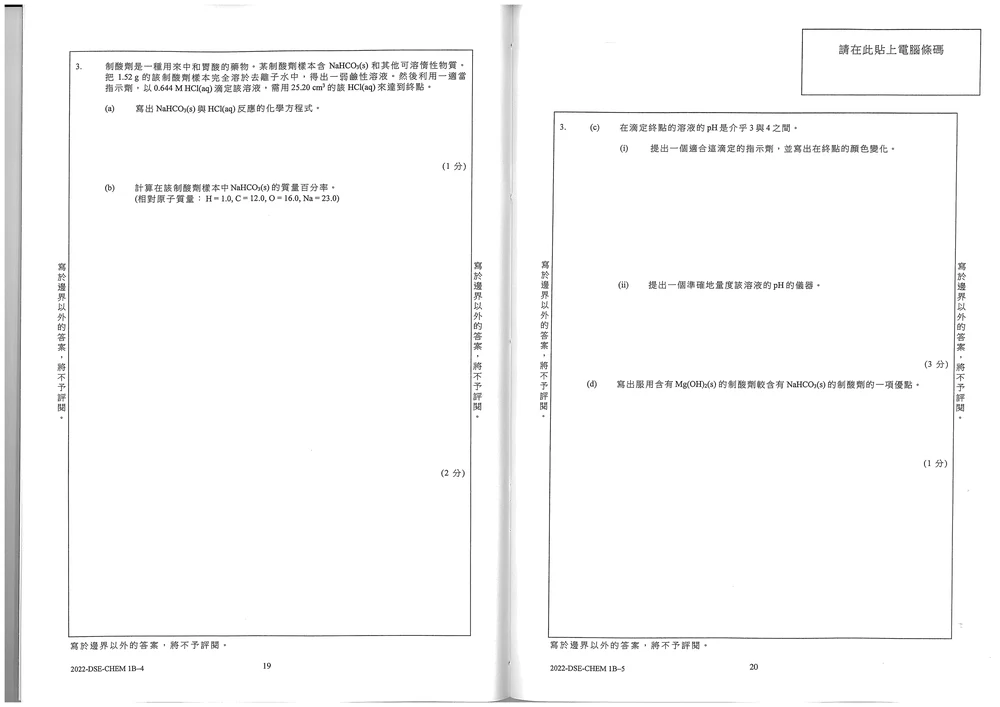 3. 制酸劑是一種用來中和胃酸的藥物。某制酸劑樣本含 NaHCO₃(s) 和其他可溶惰性物質。
把 1.52 g 的該制酸劑樣本完全溶於去離子水中，得出一弱鹼性溶液。然後利用一適當
指示劑，以 0.644 M HCl(aq) 滴定該溶液，需用 25.20 cm³ 的該 HCl(aq) 來達到終點。
(a) 寫出 NaHCO₃(s) 與 HCl(aq) 反應的化學方程式。
(1 分)
(b) 計算在該制酸劑樣本中 NaHCO₃(s) 的質量百分率。
(相對原子質量：H = 1.0, C = 12.0, O = 16.0, Na = 23.0)
(2 分)
寫於邊界以外的答案，將不予評閱。
寫於邊界以外的答案，將不予評閱。
寫於邊界以外的答案，將不予評閱。
2022-DSE-CHEM 1B–4
19
請在此貼上電腦條碼
3. (c) 在滴定終點的溶液的 pH 是介乎 3 與 4 之間。
(i) 提出一個適合這滴定的指示劑，並寫出在終點的顏色變化。
(ii) 提出一個準確地量度該溶液的 pH 的儀器。
(3 分)
(d) 寫出服用含有 Mg(OH)₂(s) 的制酸劑較含有 NaHCO₃(s) 的制酸劑的一項優點。
(1 分)
寫於邊界以外的答案，將不予評閱。
寫於邊界以外的答案，將不予評閱。
寫於邊界以外的答案，將不予評閱。
2022-DSE-CHEM 1B–5
20